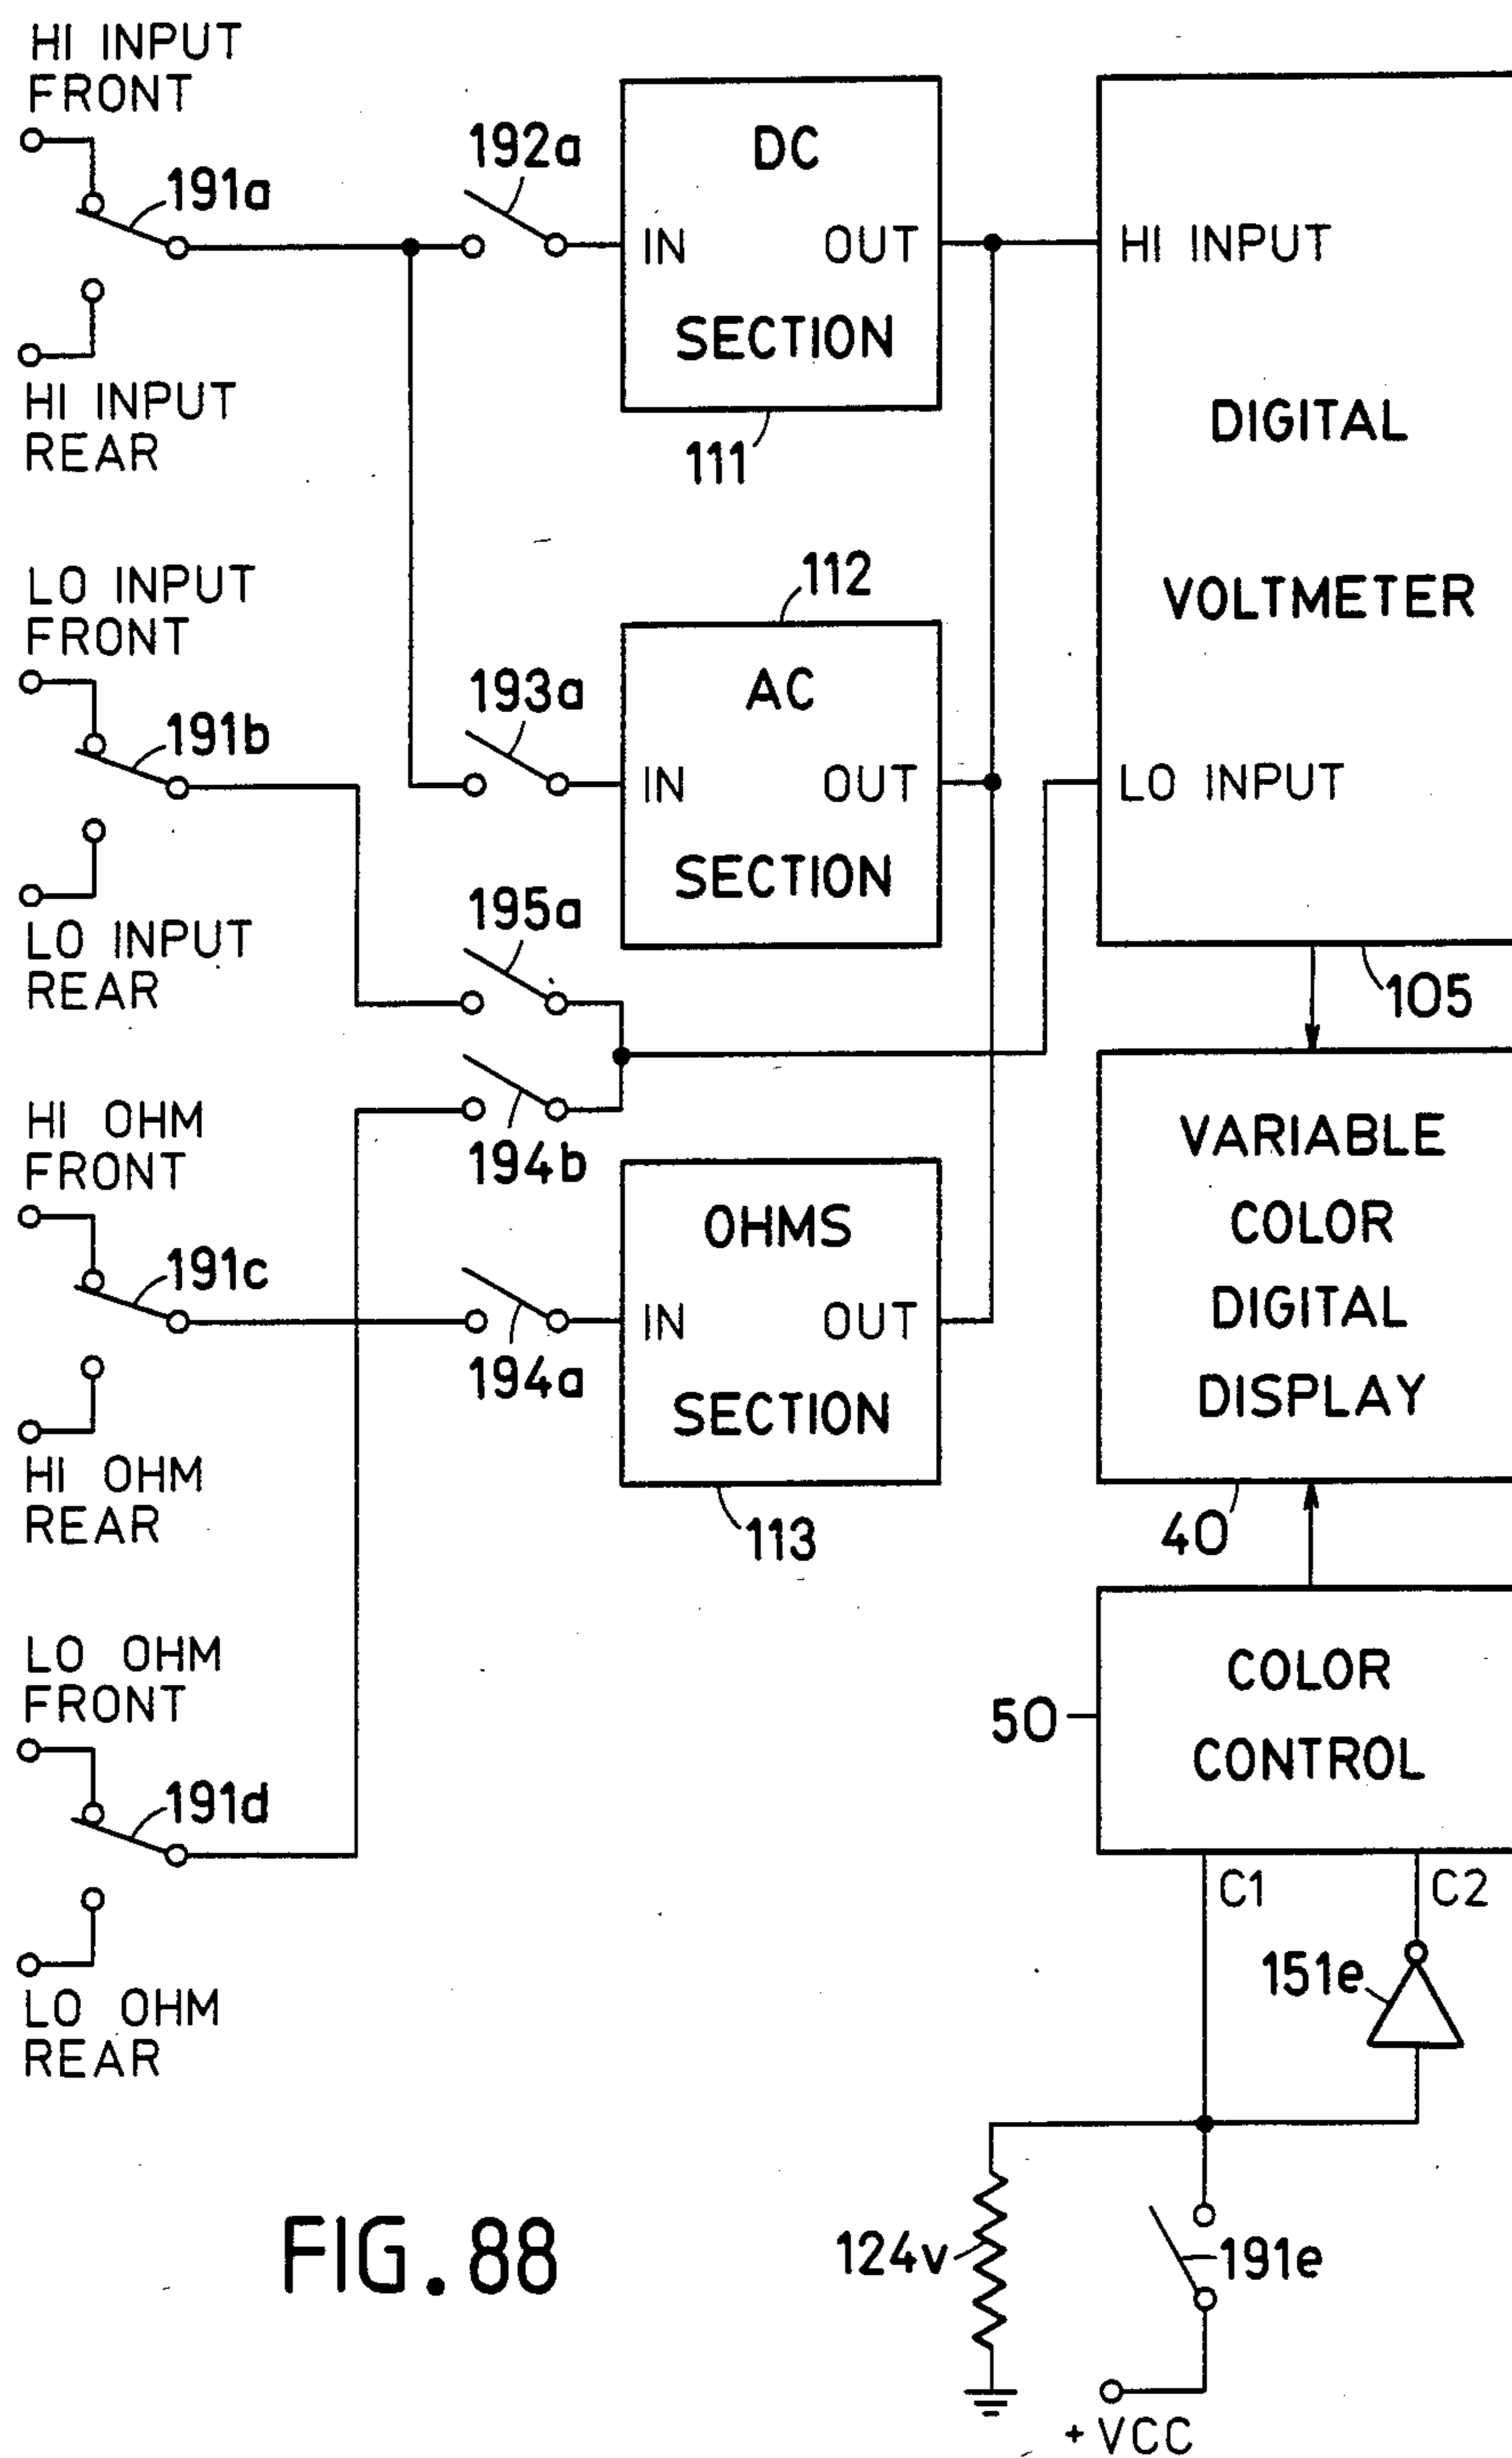 HI INPUT
FRONT
191a
HI INPUT
REAR
192a
DC
IN OUT
SECTION
111
HI INPUT
DIGITAL
VOLTMETER
LO INPUT
105
LO INPUT
FRONT
191b
LO INPUT
REAR
112
193a
AC
IN OUT
SECTION
195a
194b
HI OHM
FRONT
191c
HI OHM
REAR
194a
OHMS
IN OUT
SECTION
113
VARIABLE
COLOR
DIGITAL
DISPLAY
40
LO OHM
FRONT
191d
LO OHM
REAR
50
COLOR
CONTROL
C1 C2
151e
124v
191e
+ VCC
FIG. 88